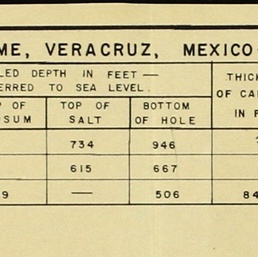 ME, VERACRUZ, MEXICO
LED DEPTH IN FEET —
ERRED TO SEA LEVEL.
THICK
OF CA
IN F
P OF
SUM
TOP OF
SALT
BOTTOM
OF HOLE
734 946
615 667
9 — 506 84